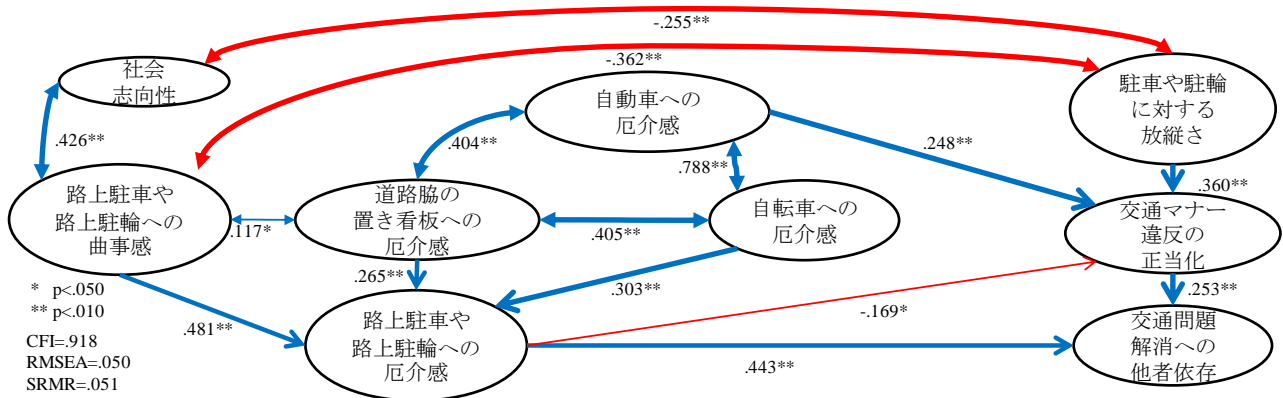 -.255**
社会
志向性
-.362**
駐車や駐輪
に対する
放縦さ
自動車への
厄介感
.426**
.404**
.248**
.788**
.360**
路上駐車や
路上駐輪への
曲事感
道路脇の
置き看板への
厄介感
自転車への
厄介感
交通マナー
違反の
正当化
.117*
.405**
.265**
.303**
.253**
* p<.050
** p<.010
.481**
路上駐車や
路上駐輪への
厄介感
-.169*
交通問題
解消への
他者依存
.443**
CFI=.918
RMSEA=.050
SRMR=.051